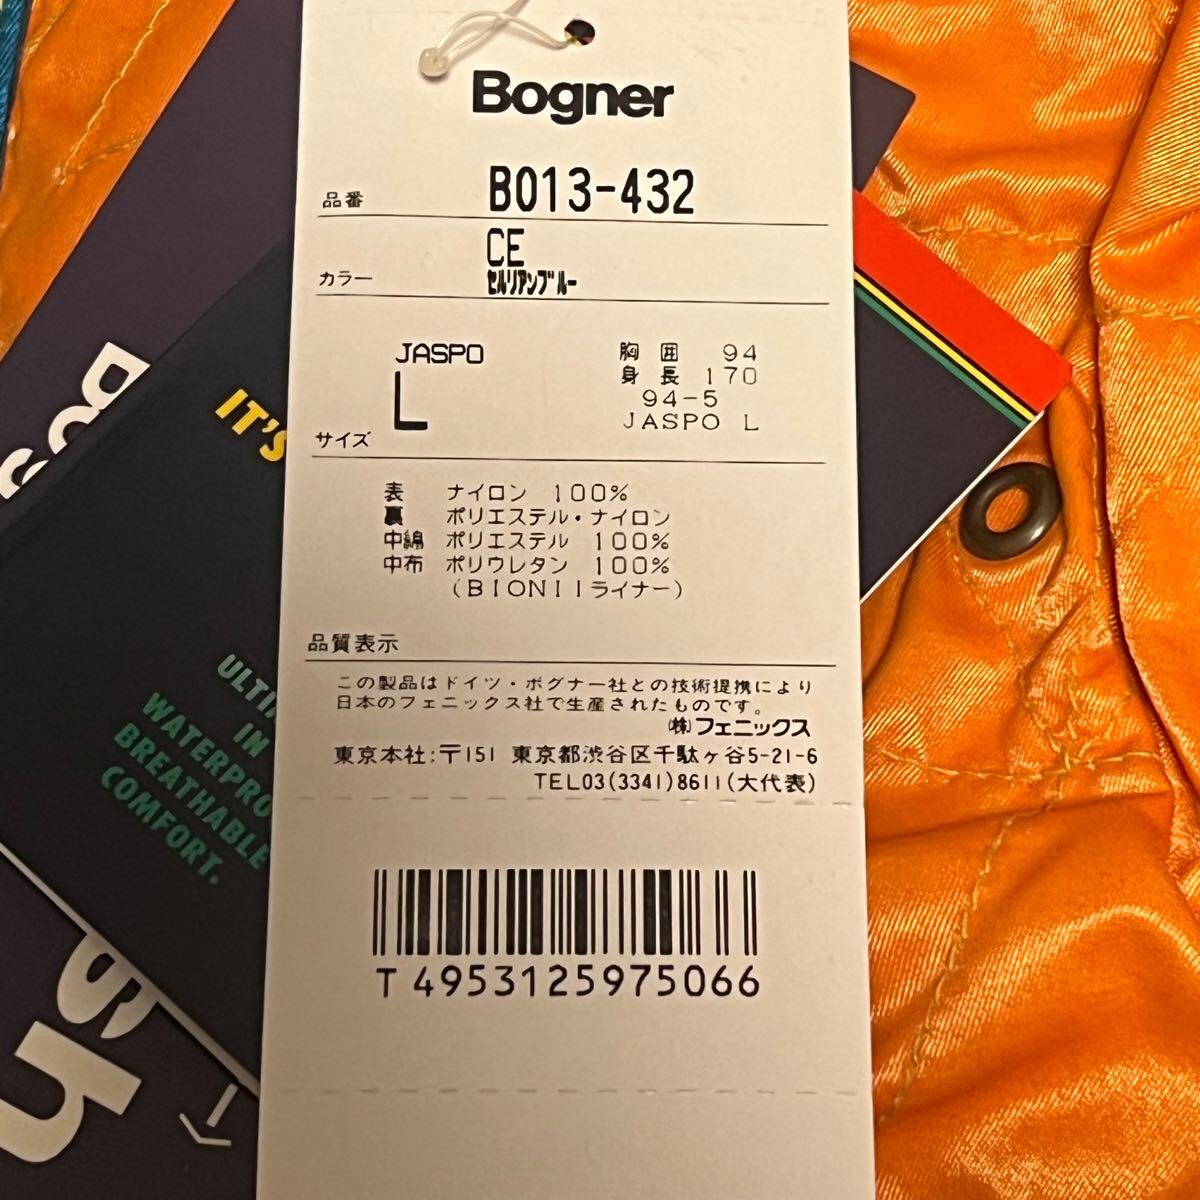 Bogner
品番 B013-432
CE
カラー セルリアンブルー
JASPO 胸囲 94
L 身長 170
94-5
サイズ JASPO L
表 ナイロン 100%
裏 ポリエステル・ナイロン
中綿 ポリエステル 100%
中布 ポリウレタン 100%
(BIONIIライナー)
品質表示
この製品はドイツ・ボグナー社との技術提携により
日本のフェニックス社で生産されたものです。
(株)フェニックス
東京本社:〒151 東京都渋谷区千駄ヶ谷5-21-6
TEL03(3341)8611(大代表)
T 4953125975066
IT'S
IN
BREATHABLE
COMFORT.